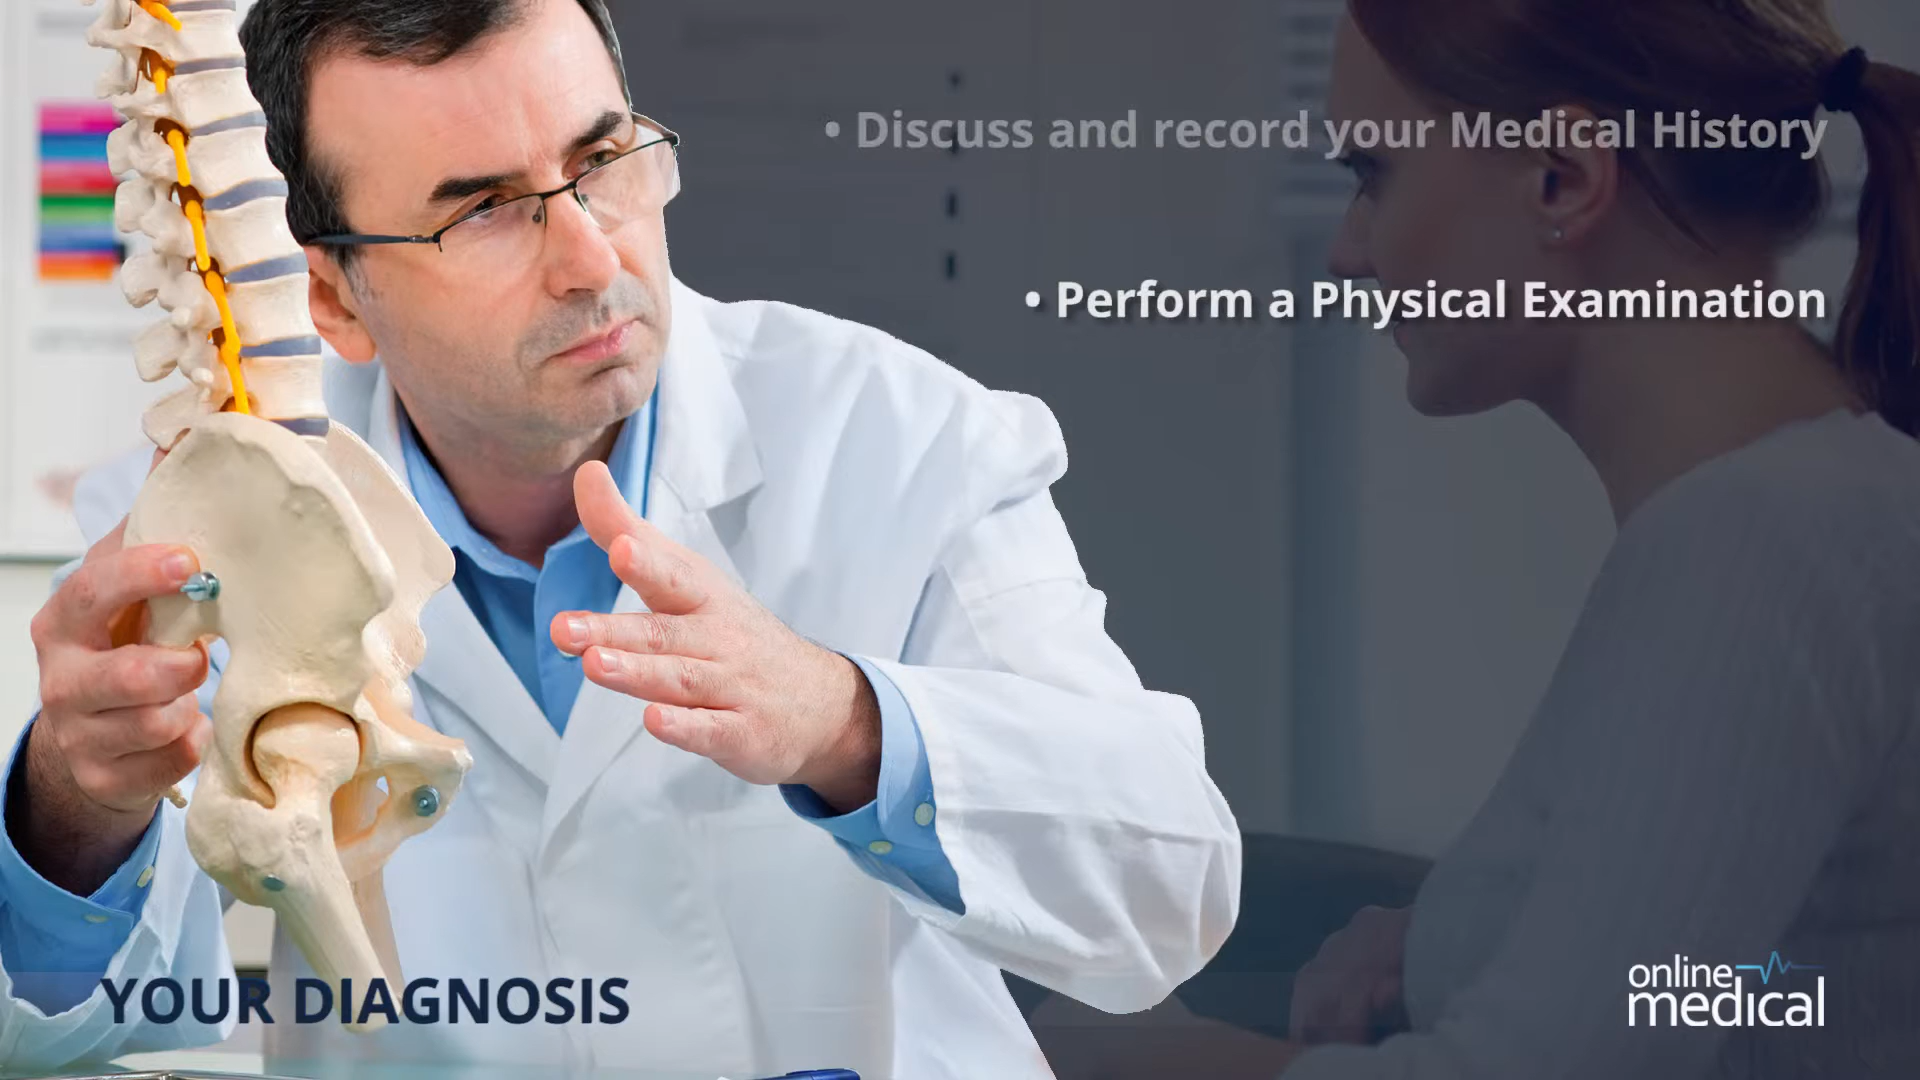 • Discuss and record your Medical History
• Perform a Physical Examination
YOUR DIAGNOSIS
online
medical